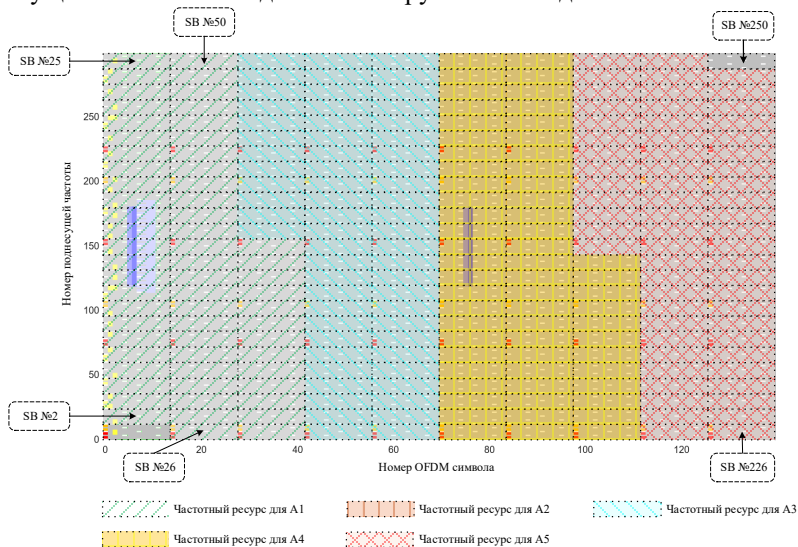 SB №50
SB №250
SB №25
250
200
150
100
50
0
Номер поднесущей частоты
SB №2
SB №26
SB №226
0 20 40 60 80 100 120
Номер OFDM символа
Частотный ресурс для A1
Частотный ресурс для A2
Частотный ресурс для A3
Частотный ресурс для A4
Частотный ресурс для A5